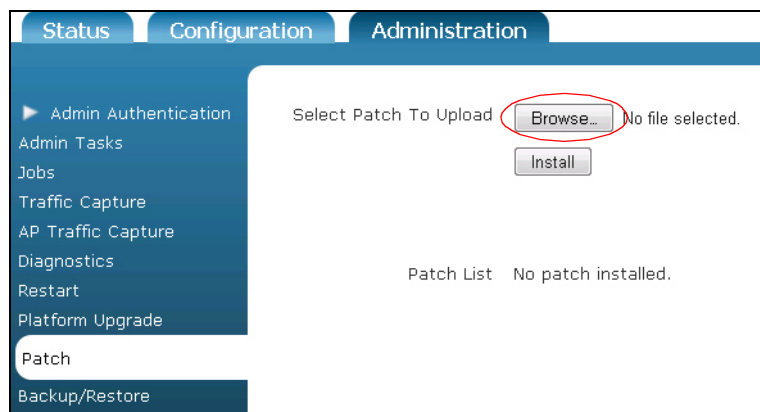 Status Configuration Administration
Admin Authentication
Admin Tasks
Jobs
Traffic Capture
AP Traffic Capture
Diagnostics
Restart
Platform Upgrade
Patch
Backup/Restore
Select Patch To Upload Browse... No file selected.
Install
Patch List No patch installed.